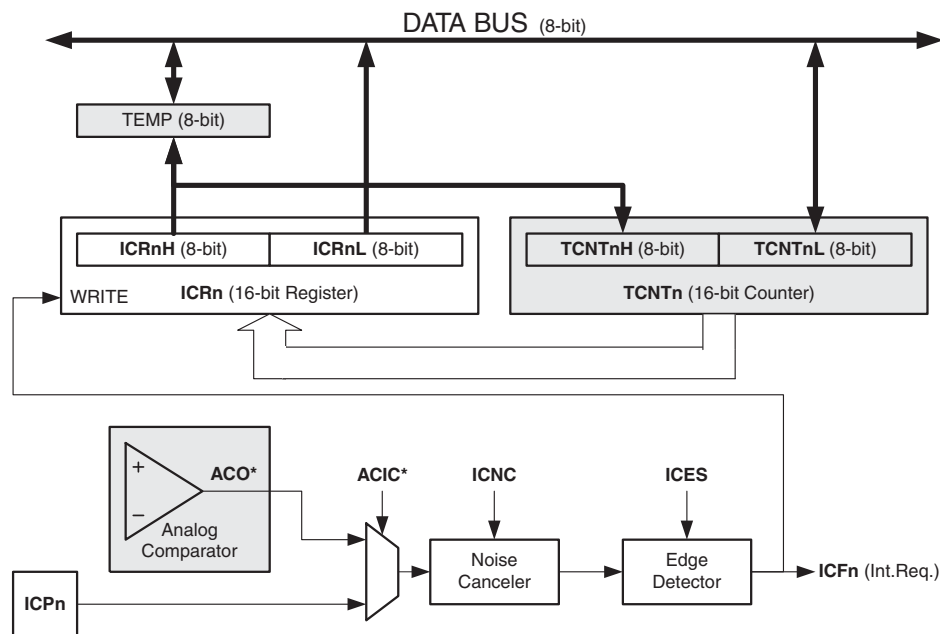 DATA BUS (8-bit)
TEMP (8-bit)
ICRnH (8-bit)
ICRnL (8-bit)
TCNTnH (8-bit)
TCNTnL (8-bit)
WRITE
ICRn (16-bit Register)
TCNTn (16-bit Counter)
+
−
ACO*
Analog
Comparator
ACIC*
ICNC
ICES
Noise
Canceler
Edge
Detector
ICFn (Int.Req.)
ICPn